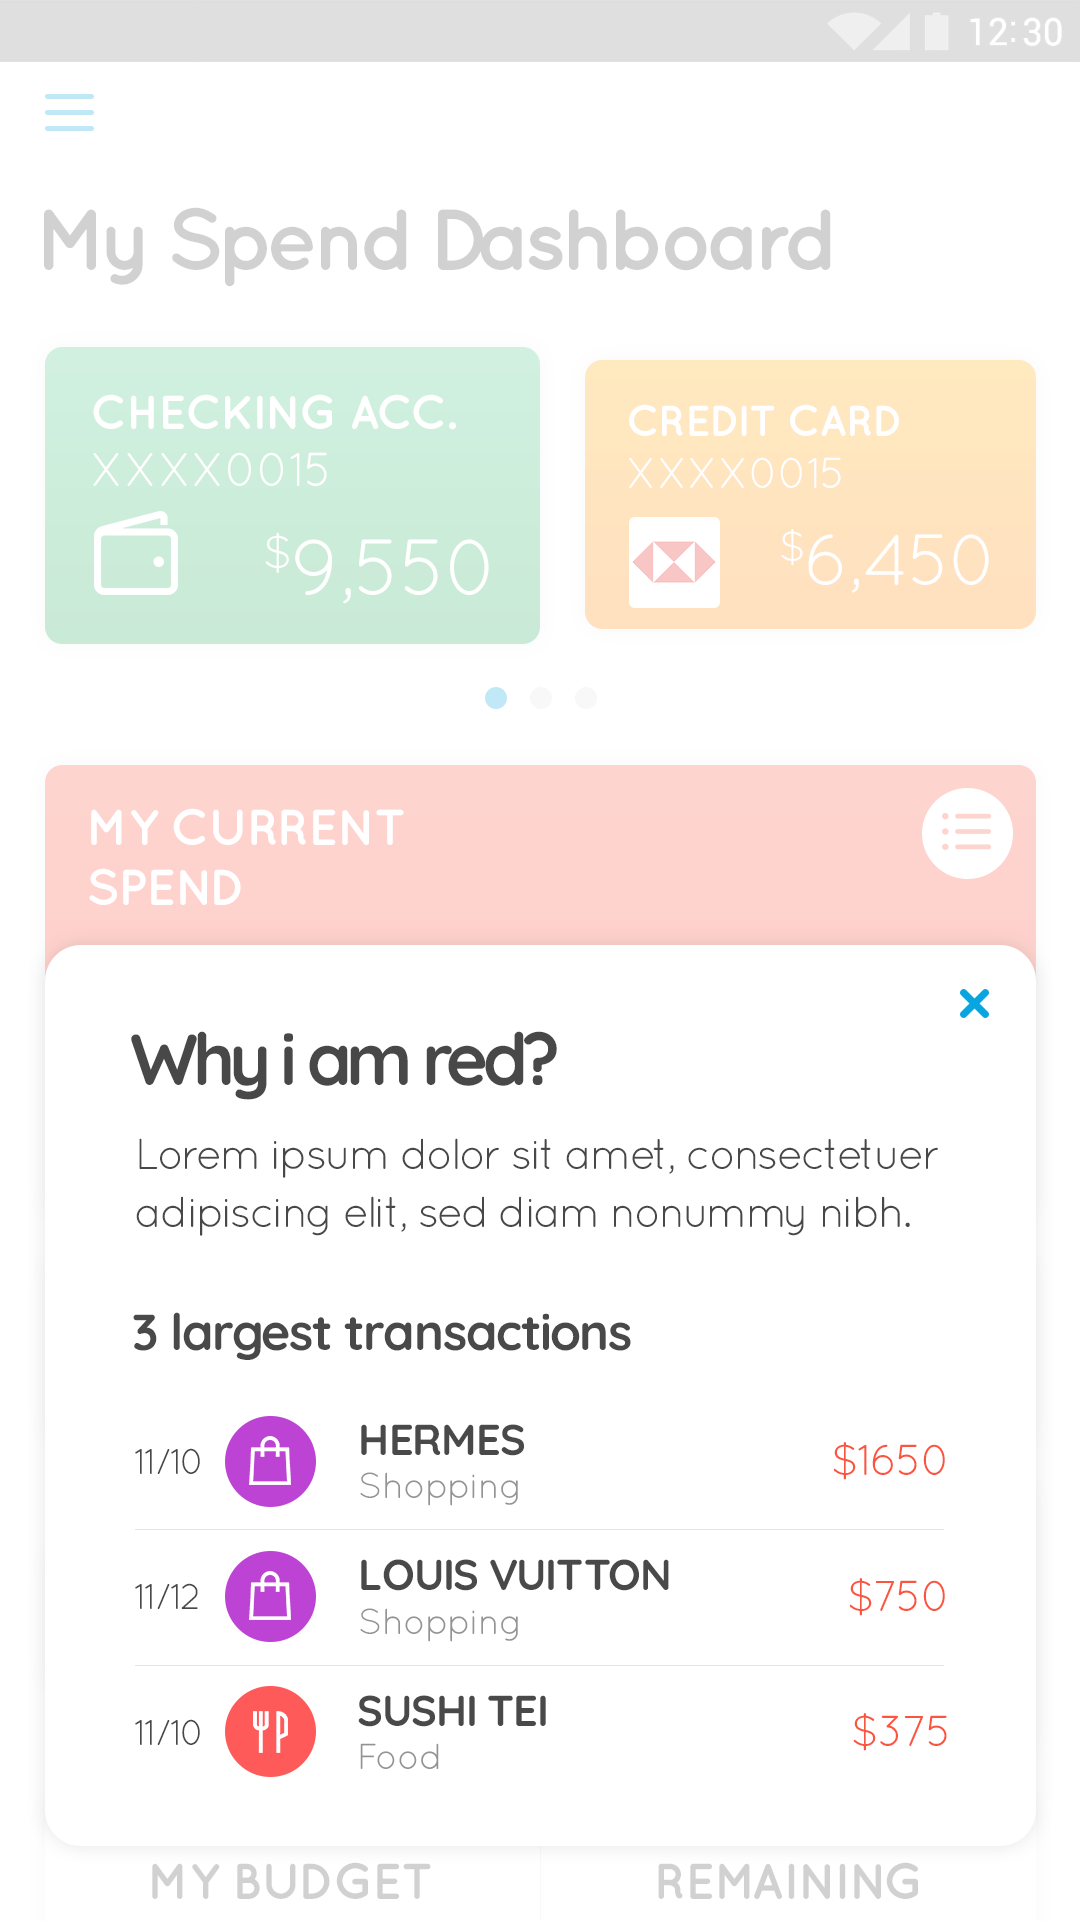 12:30
My Spend Dashboard
CHECKING ACC.
XXXX0015
$9,550
CREDIT CARD
XXXX0015
$6,450
MY CURRENT
SPEND
Why i am red?
Lorem ipsum dolor sit amet, consectetuer
adipiscing elit, sed diam nonummy nibh.
3 largest transactions
11/10 HERMES $1650
Shopping
11/12 LOUIS VUITTON $750
Shopping
11/10 SUSHI TEI $375
Food
MY BUDGET REMAINING